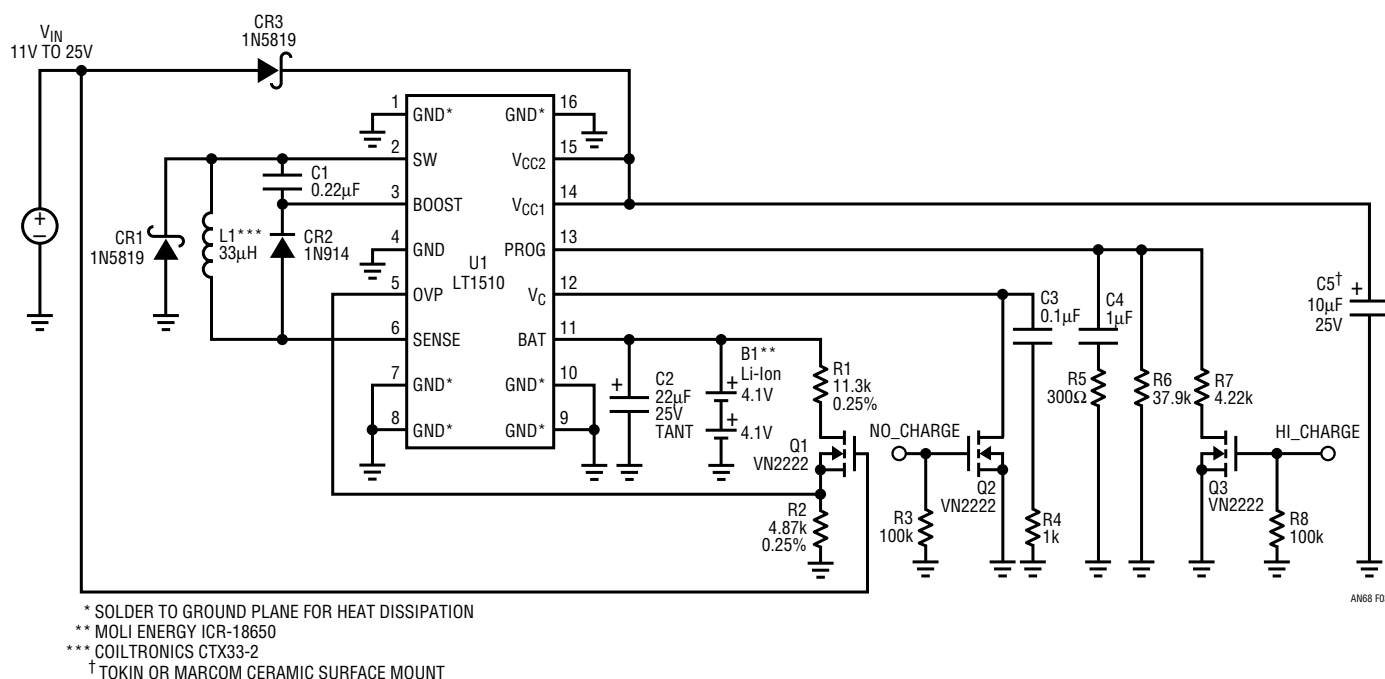 VIN
11V TO 25V
CR3
1N5819
1
GND*
16
GND*
2
SW
15
VCC2
C1
0.22µF
3
BOOST
14
VCC1
CR1
1N5819
L1***
33µH
CR2
1N914
4
GND
13
PROG
U1
LT1510
5
OVP
12
VC
6
SENSE
11
BAT
7
GND*
10
GND*
8
GND*
9
GND*
+
–
+
C2
22µF
25V
TANT
B1**
Li-Ion
+
4.1V
+
4.1V
R1
11.3k
0.25%
Q1
VN2222
R2
4.87k
0.25%
NO_CHARGE
R3
100k
Q2
VN2222
C3
0.1µF
R4
1k
C4
1µF
R5
300Ω
R6
37.9k
R7
4.22k
HI_CHARGE
Q3
VN2222
R8
100k
C5†
10µF
25V
+
AN68 F0
* SOLDER TO GROUND PLANE FOR HEAT DISSIPATION
** MOLI ENERGY ICR-18650
*** COILTRONICS CTX33-2
† TOKIN OR MARCOM CERAMIC SURFACE MOUNT